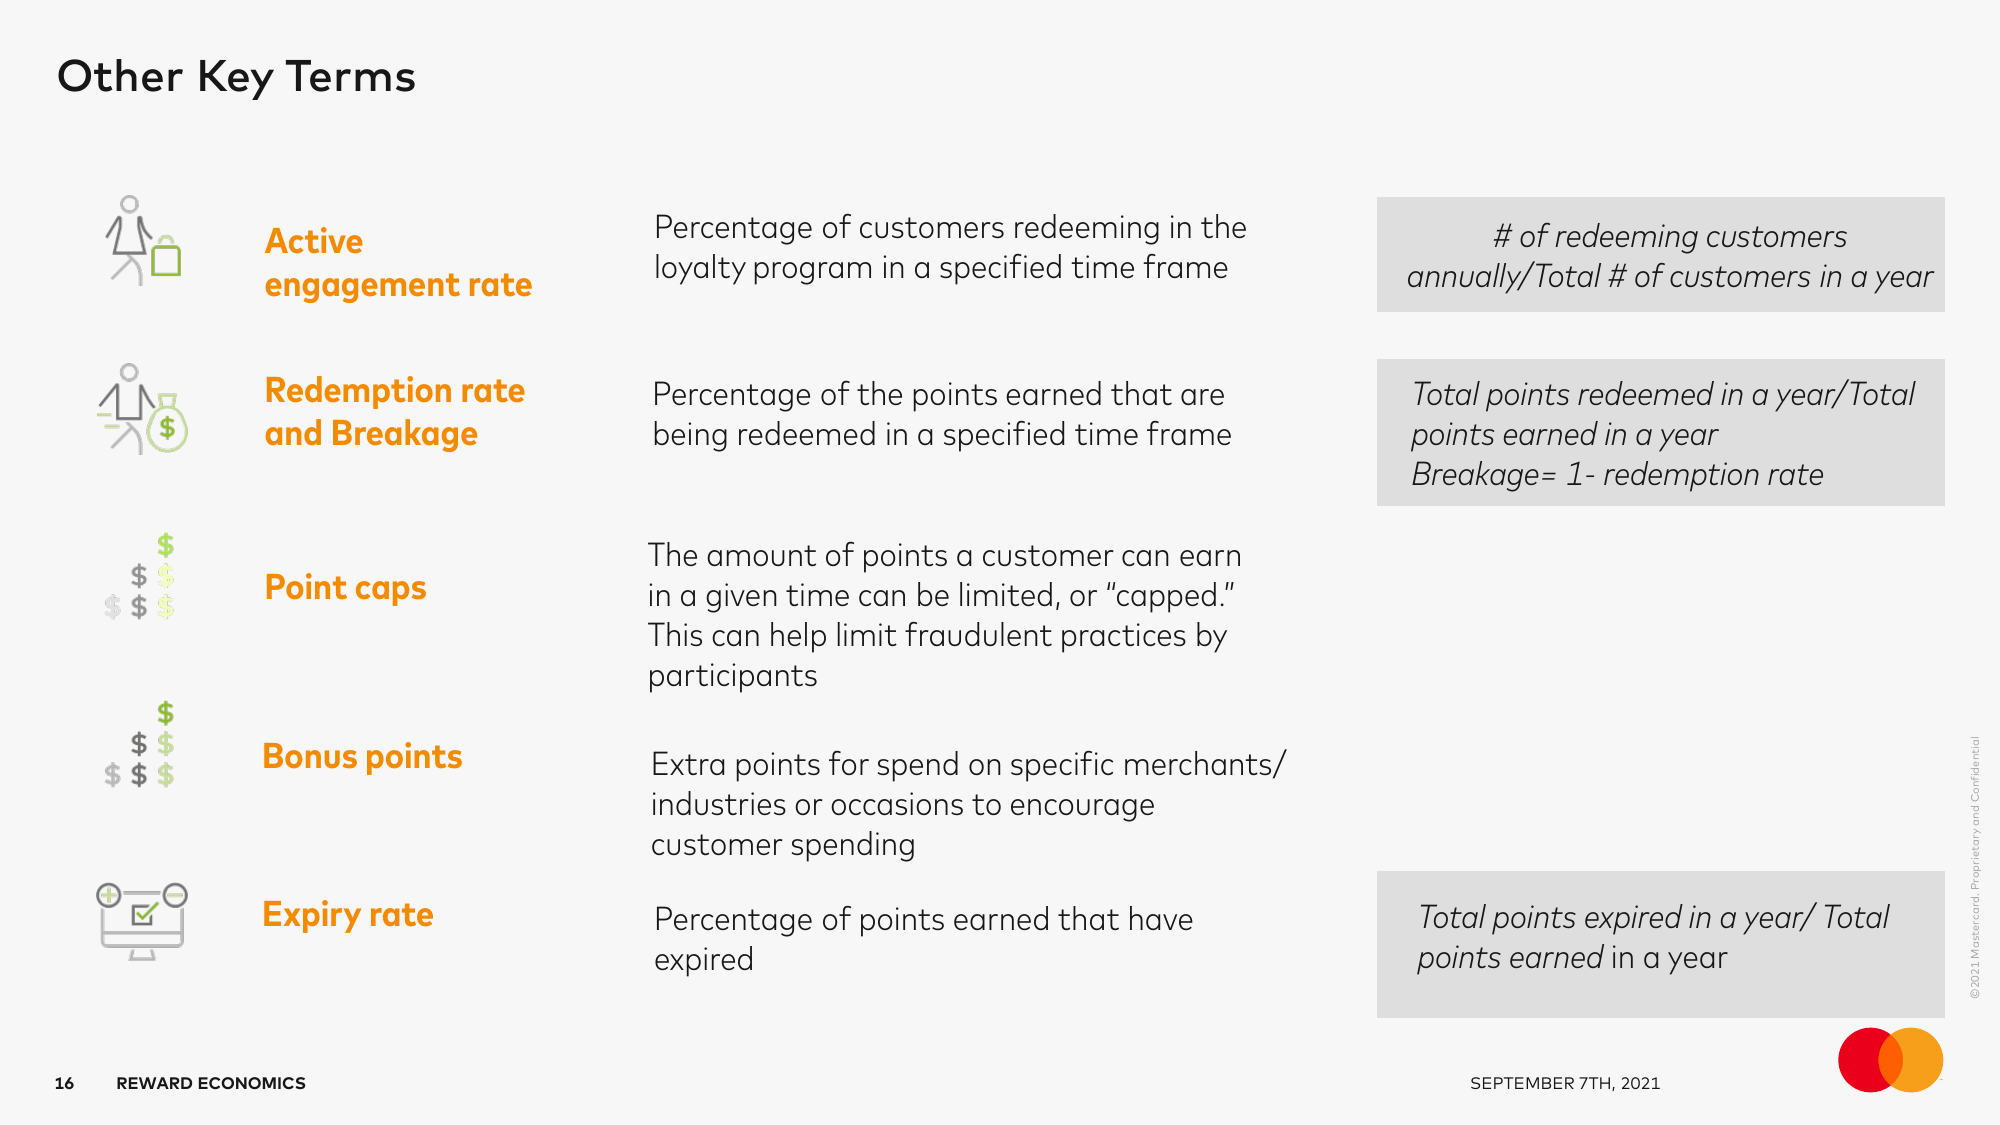 Other Key Terms
Active
engagement rate
Percentage of customers redeeming in the
loyalty program in a specified time frame
# of redeeming customers
annually/Total # of customers in a year
Redemption rate
and Breakage
Percentage of the points earned that are
being redeemed in a specified time frame
Total points redeemed in a year/Total
points earned in a year
Breakage= 1- redemption rate
Point caps
The amount of points a customer can earn
in a given time can be limited, or “capped.”
This can help limit fraudulent practices by
participants
Bonus points
Extra points for spend on specific merchants/
industries or occasions to encourage
customer spending
Expiry rate
Percentage of points earned that have
expired
Total points expired in a year/ Total
points earned in a year
©2021 Mastercard. Proprietary and Confidential
16 REWARD ECONOMICS
SEPTEMBER 7TH, 2021